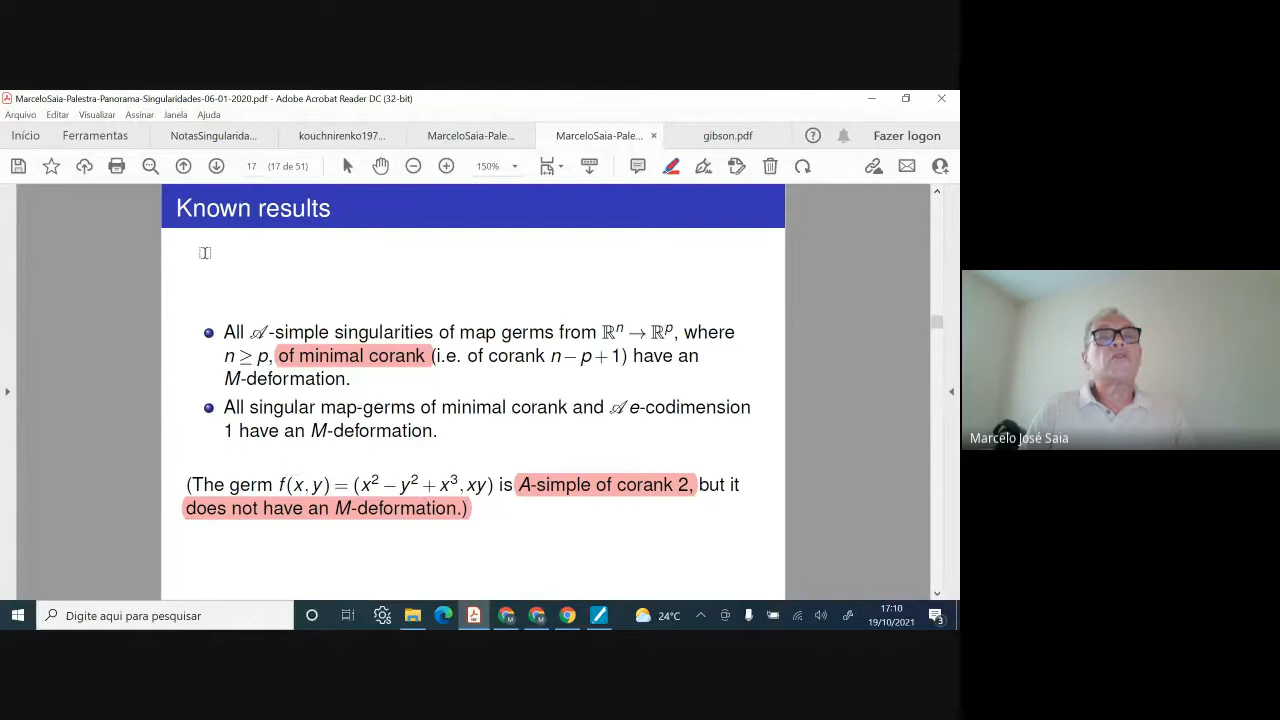 MarceloSaia-Palestra-Panorama-Singularidades-06-01-2020.pdf - Adobe Acrobat Reader DC (32-bit)
Arquivo Editar Visualizar Assinar Janela Ajuda
Início Ferramentas NotasSingularida... kouchnirenko197... MarceloSaia-Pale... MarceloSaia-Pale... × gibson.pdf Fazer logon
17 (17 de 51) 150%
Known results
All 𝒜-simple singularities of map germs from ℝⁿ → ℝᵖ, where
n ≥ p, of minimal corank (i.e. of corank n − p + 1) have an
M-deformation.
All singular map-germs of minimal corank and 𝒜e-codimension
1 have an M-deformation.
(The germ f(x,y) = (x² − y² + x³, xy) is A-simple of corank 2, but it
does not have an M-deformation.)
Marcelo José Saia
Digite aqui para pesquisar
24°C
17:10
19/10/2021
3